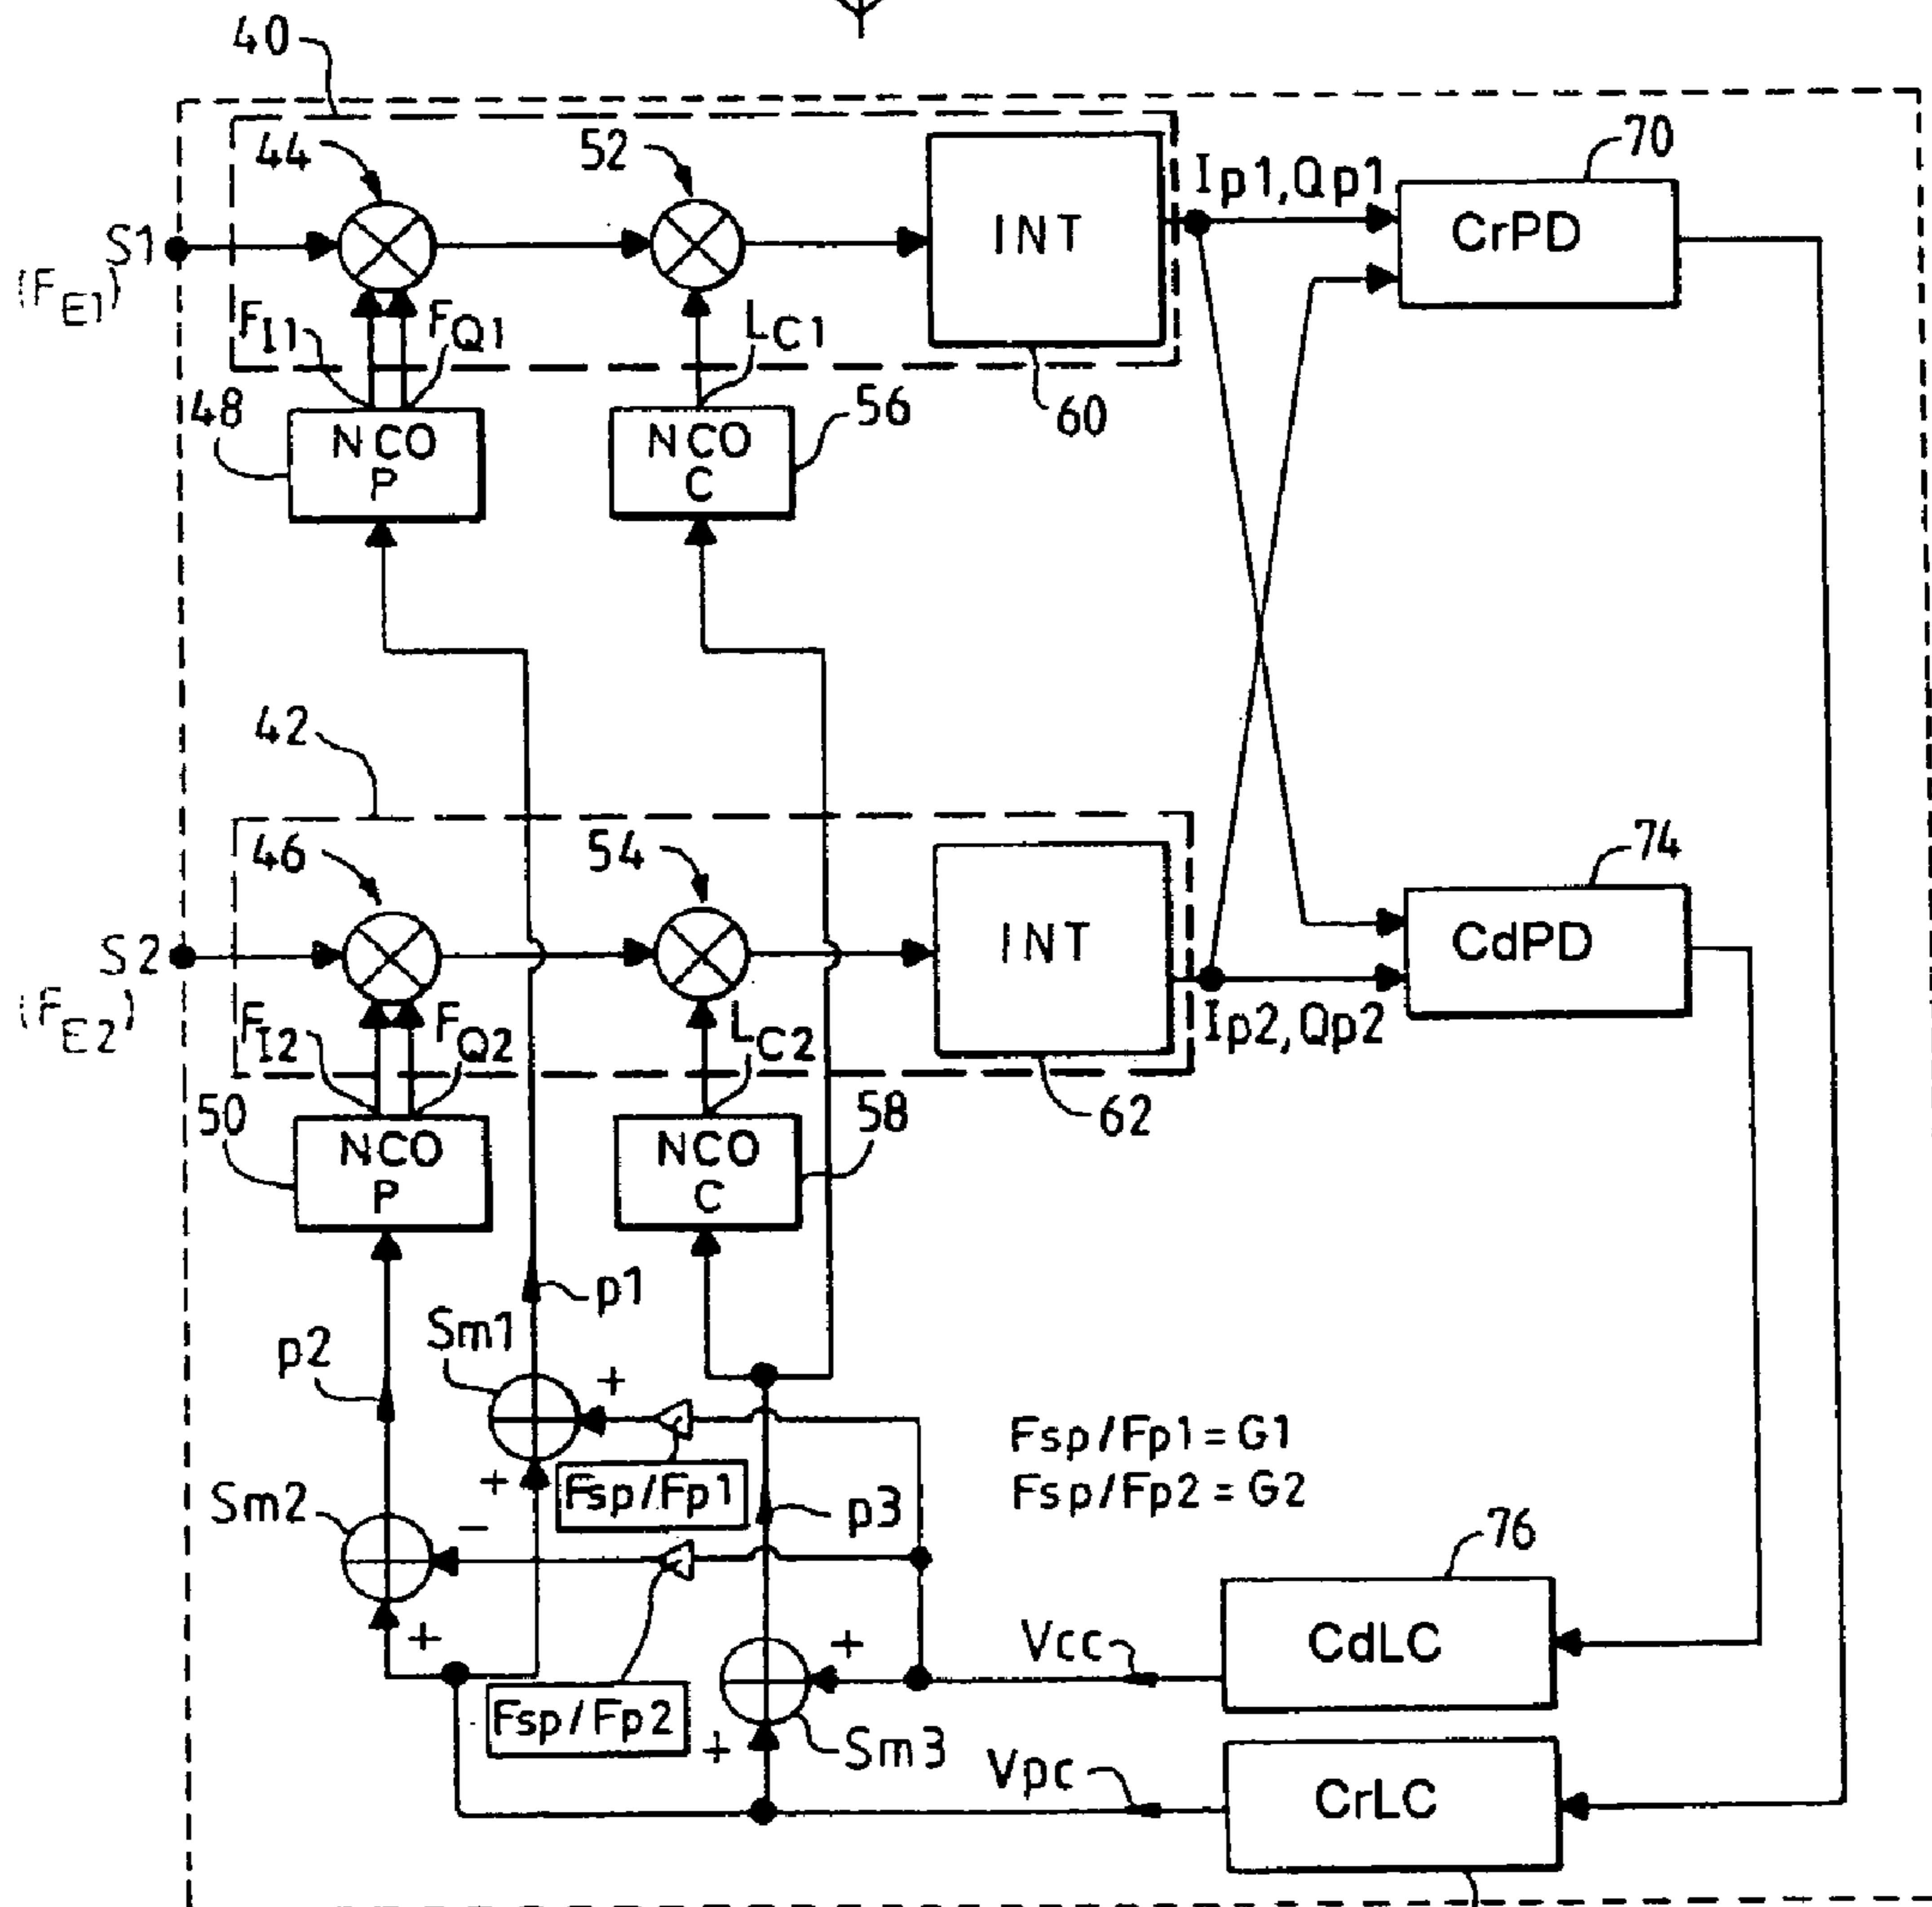 40
44
52
70
Ip1,Qp1
INT
CrPD
S1
(FE1)
FI1
FQ1
LC1
48
56
60
NCO
P
NCO
C
42
46
54
74
INT
CdPD
S2
(FE2)
FI2
FQ2
LC2
Ip2,Qp2
50
58
62
NCO
P
NCO
C
p1
Sm1
p2
+
Fsp/Fp1=G1
+
Fsp/Fp1
Fsp/Fp2=G2
Sm2
−
p3
76
+
Vcc
+
CdLC
Fsp/Fp2
+
Sm3
Vpc
CrLC